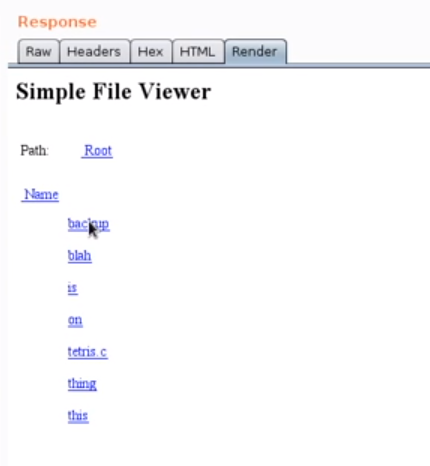 Response
Raw Headers Hex HTML Render
Simple File Viewer
Path: Root
Name
backup
blah
is
on
tetris.c
thing
this